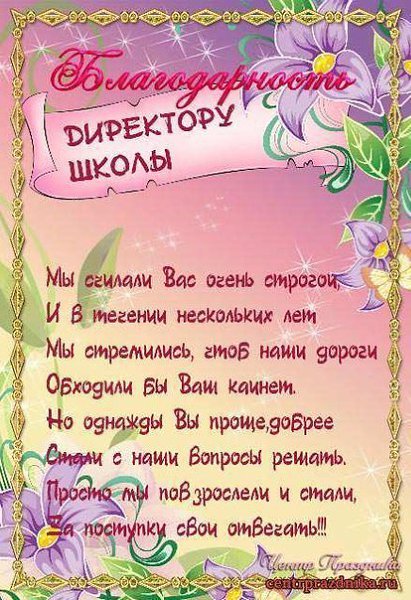 Благодарность
ДИРЕКТОРУ
ШКОЛЫ
Мы считали Вас очень строгой,
И в течении нескольких лет
Мы стремились, чтоб наши дороги
Обходили бы Ваш каинет.
Но однажды Вы проще,добрее
Стали с наши вопросы решать.
Просто мы повзрослели и стали,
За поступки свои отвечать!!!
Центр Праздника
centrprazdnika.ru